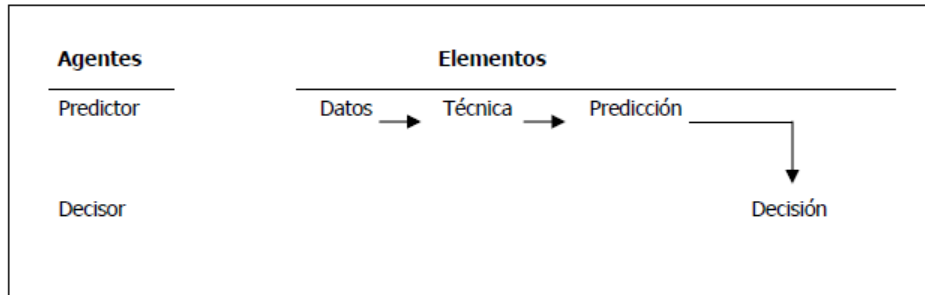 Agentes Elementos
Predictor Datos Técnica Predicción
Decisor Decisión